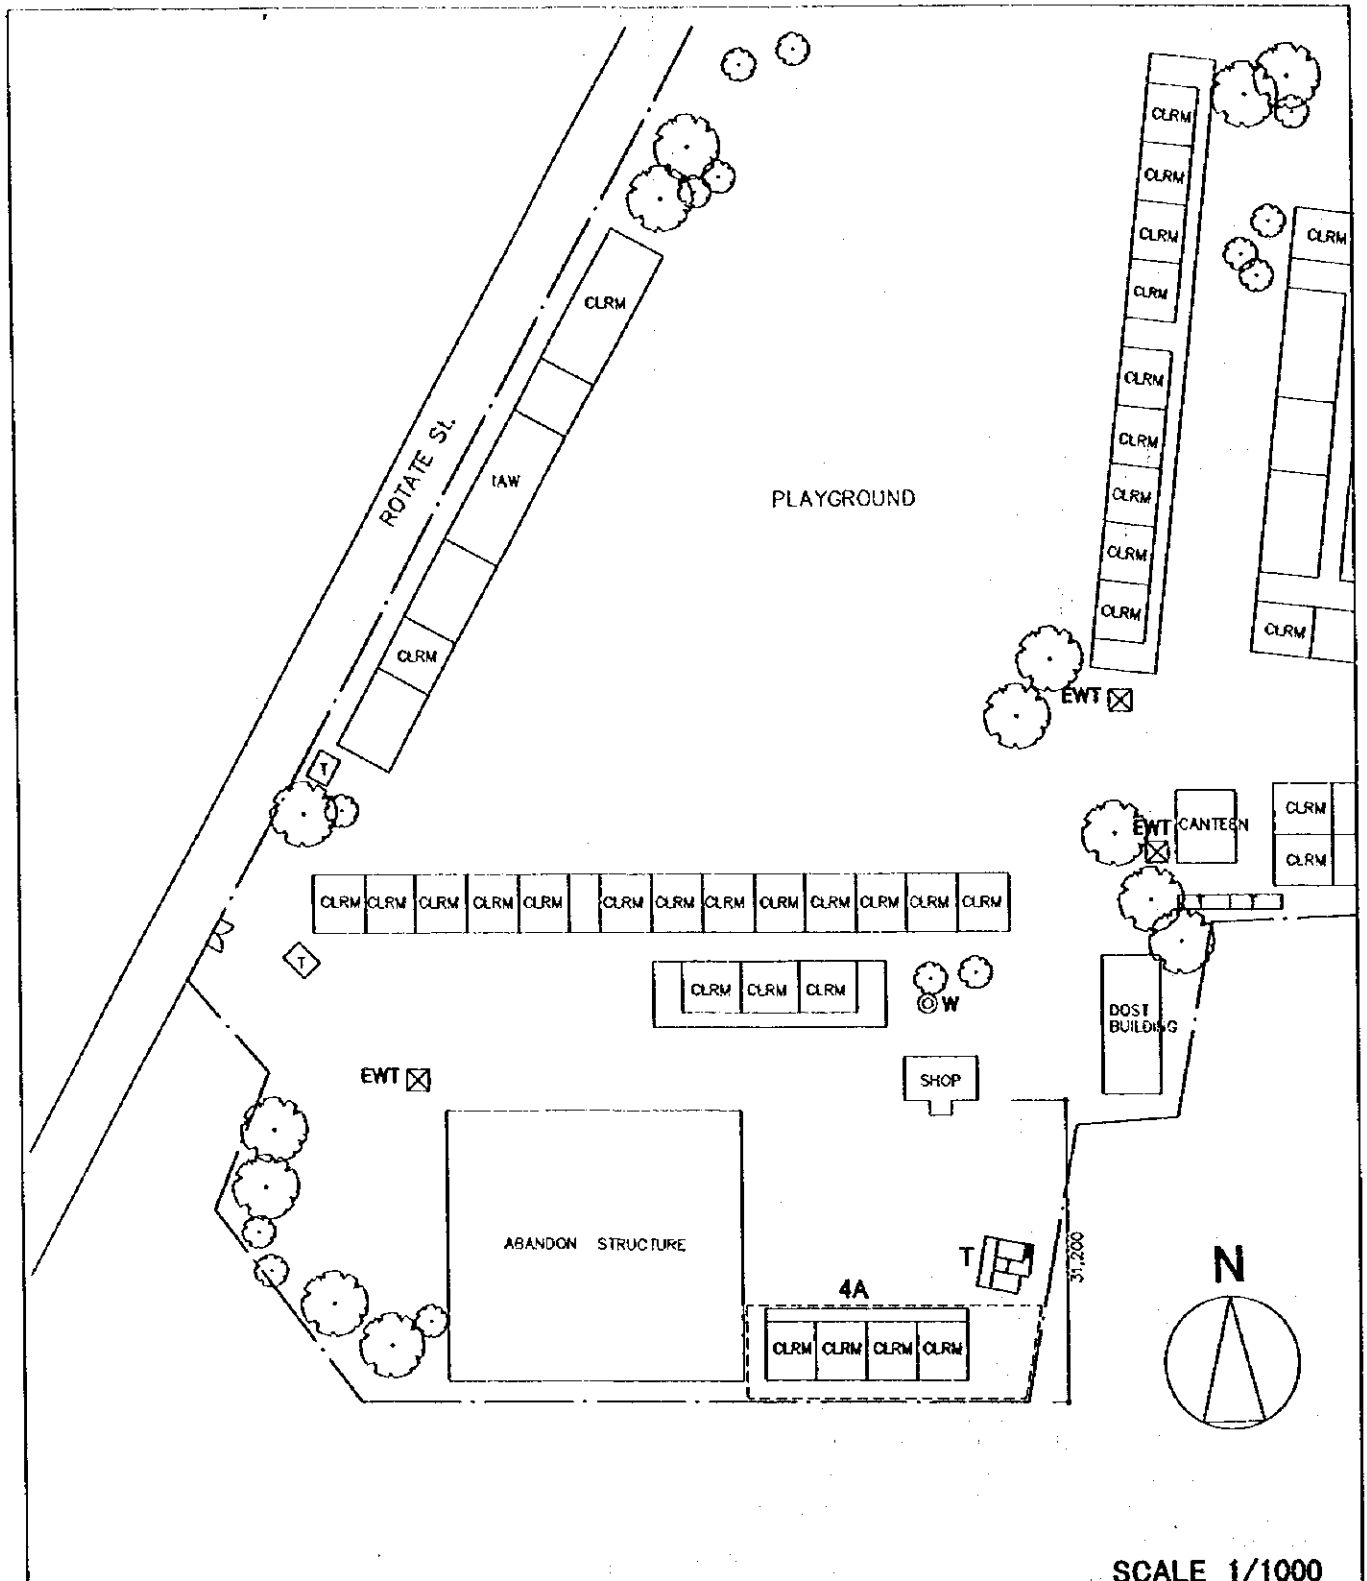 CLRM
CLRM
CLRM
CLRM
CLRM
CLRM
CLRM
ROTATE St.
CLRM
IAW
PLAYGROUND
CLRM
CLRM
CLRM
CLRM
CLRM
CLRM
EWT
T
CANTEEN
EWT
CLRM
CLRM
CLRM CLRM CLRM CLRM CLRM CLRM CLRM CLRM CLRM CLRM CLRM CLRM CLRM
T
CLRM CLRM CLRM
W
DOST
BUILDING
EWT
SHOP
ABANDON STRUCTURE
T
31,200
N
4A
CLRM CLRM CLRM CLRM
SCALE 1/1000